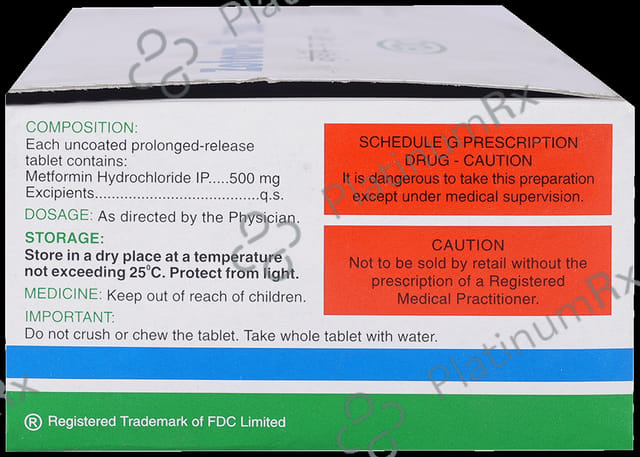 COMPOSITION:
Each uncoated prolonged-release
tablet contains:
Metformin Hydrochloride IP.....500 mg
Excipients.......................................q.s.
DOSAGE: As directed by the Physician.
STORAGE:
Store in a dry place at a temperature
not exceeding 25°C. Protect from light.
MEDICINE: Keep out of reach of children.
IMPORTANT:
Do not crush or chew the tablet. Take whole tablet with water.
SCHEDULE G PRESCRIPTION
DRUG - CAUTION
It is dangerous to take this preparation
except under medical supervision.
CAUTION
Not to be sold by retail without the
prescription of a Registered
Medical Practitioner.
® Registered Trademark of FDC Limited
PlatinumRx
PlatinumRx
PlatinumRx